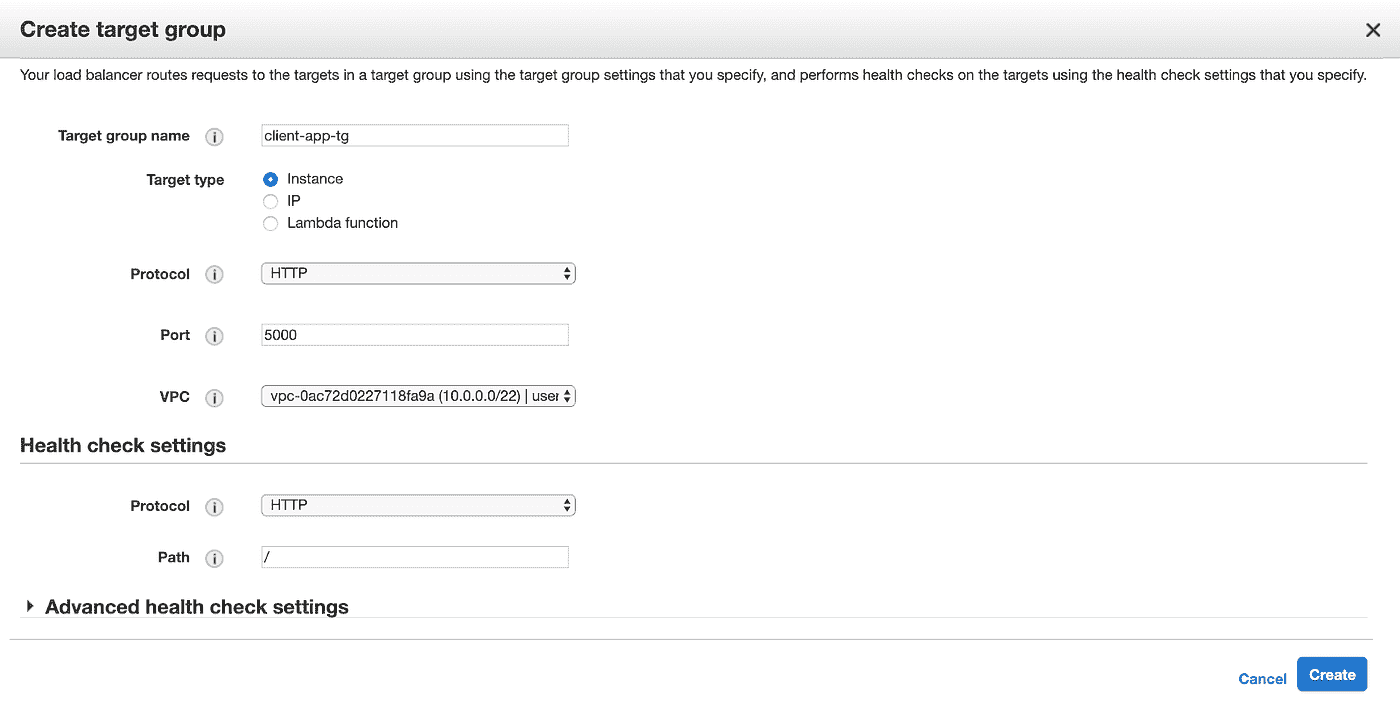 Create target group
Your load balancer routes requests to the targets in a target group using the target group settings that you specify, and performs health checks on the targets using the health check settings that you specify.
Target group name i client-app-tg
Target type Instance
IP
Lambda function
Protocol i HTTP
Port i 5000
VPC i vpc-0ac72d0227118fa9a (10.0.0.0/22) | user
Health check settings
Protocol i HTTP
Path i /
Advanced health check settings
Cancel Create